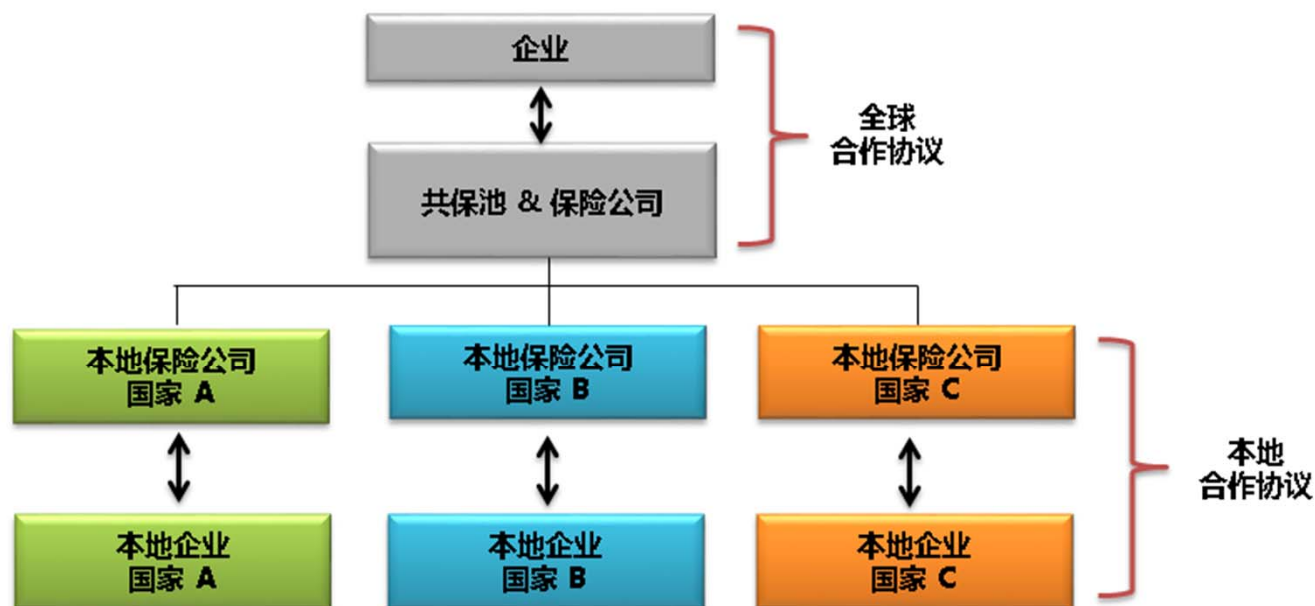 企业
全球
合作协议
共保池 & 保险公司
本地保险公司
国家 A
本地保险公司
国家 B
本地保险公司
国家 C
本地
合作协议
本地企业
国家 A
本地企业
国家 B
本地企业
国家 C